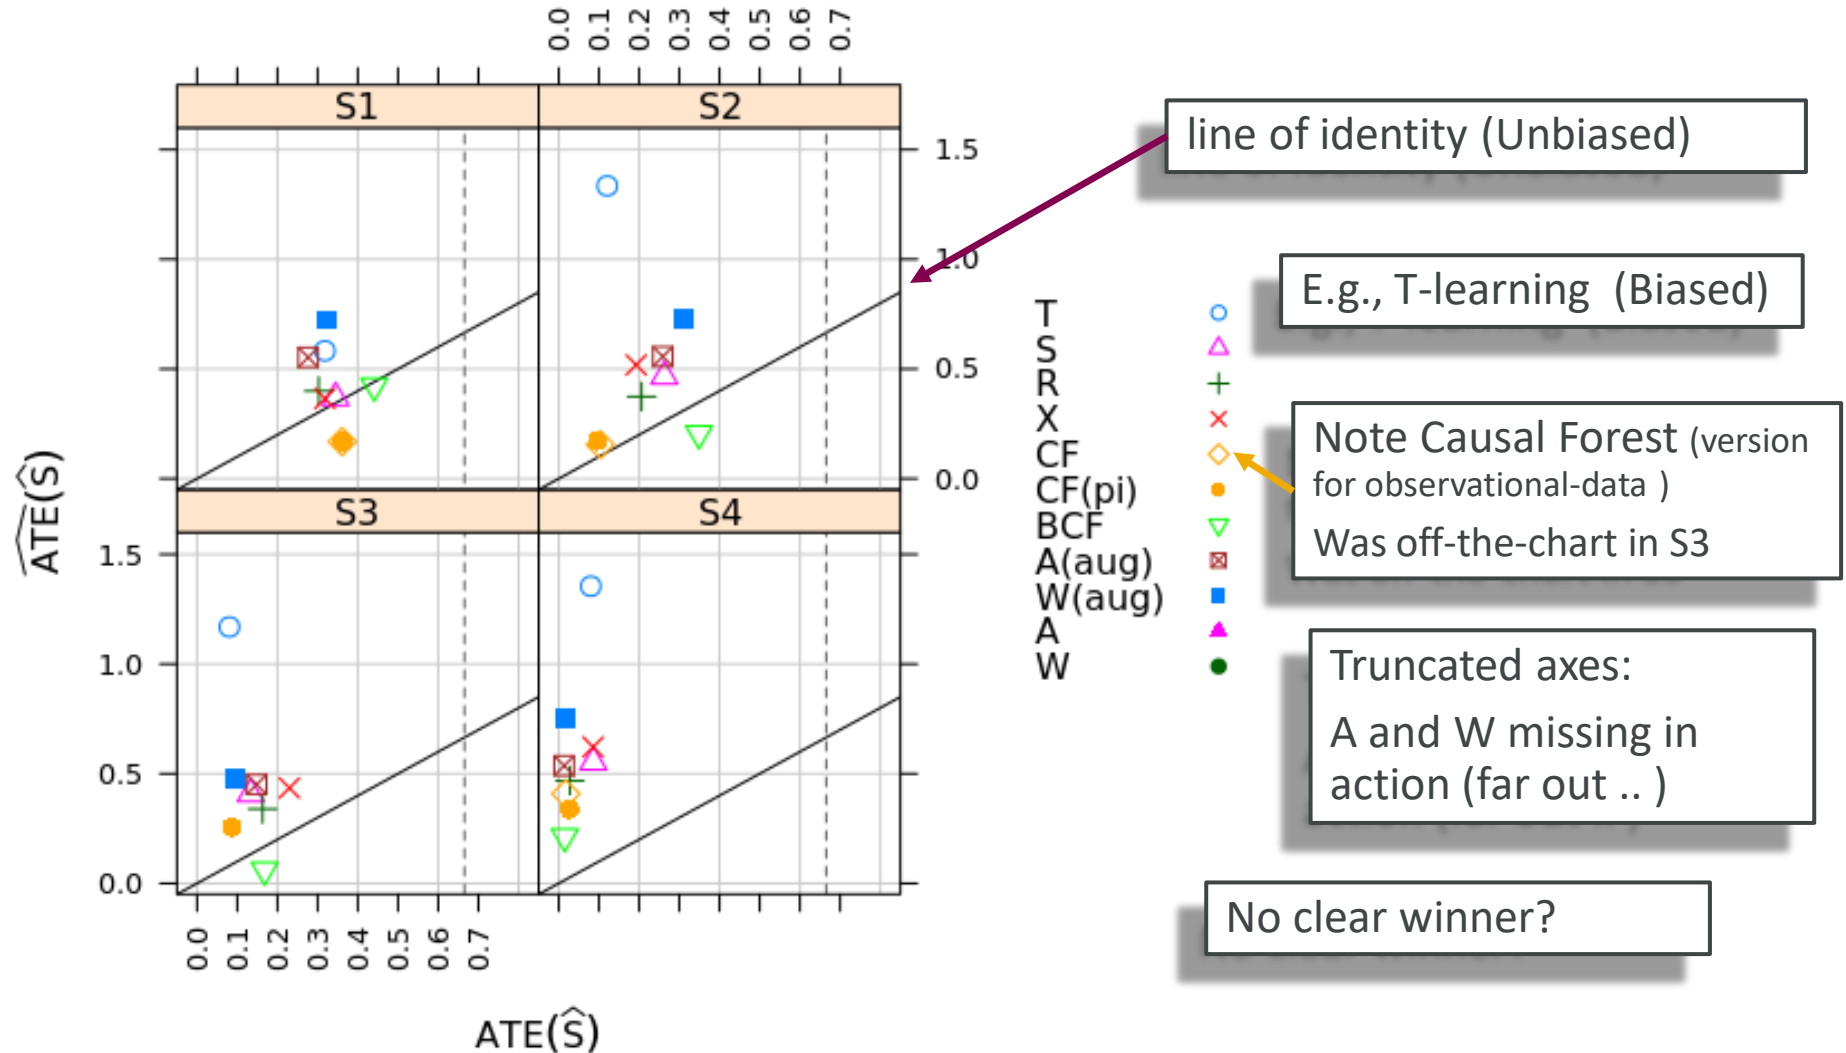 0.0 0.1 0.2 0.3 0.4 0.5 0.6 0.7
S1 S2
line of identity (Unbiased)
1.5
1.0
0.5
0.0
E.g., T-learning (Biased)
T
S
R
X
CF
CF(pi)
BCF
A(aug)
W(aug)
A
W
Note Causal Forest (version
for observational-data )
Was off-the-chart in S3
Truncated axes:
A and W missing in
action (far out .. )
No clear winner?
S3 S4
1.5
1.0
0.5
0.0
0.0 0.1 0.2 0.3 0.4 0.5 0.6 0.7
ATE(Ŝ)
ATE(Ŝ)